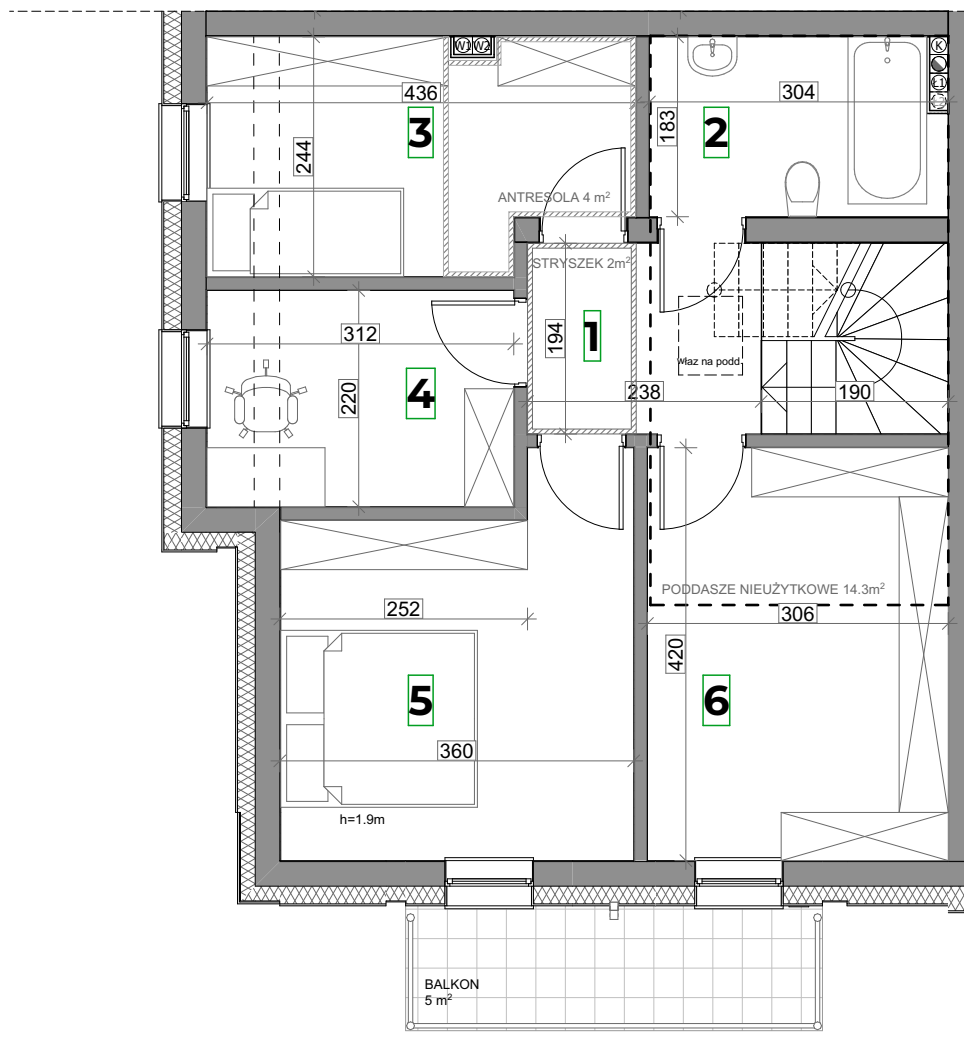 W1 W2
K
436
304
3
2
183
244
ANTRESOLA 4 m²
STRYSZEK 2m²
312
194
1
Właz na podd.
220
4
238
190
PODDASZE NIEUŻYTKOWE 14.3m²
252
306
420
5
6
360
h=1.9m
BALKON
5 m²